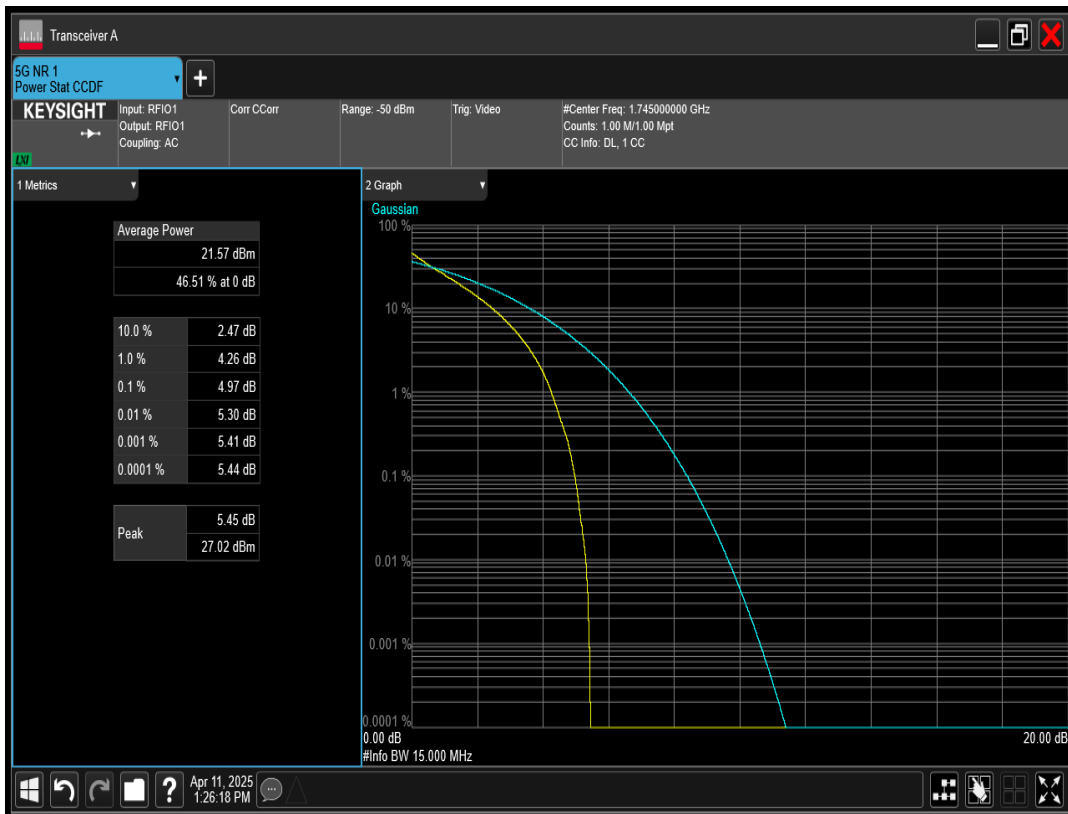 Transceiver A
5G NR 1
Power Stat CCDF
+
KEYSIGHT
LXI
Input: RFIO1
Output: RFIO1
Coupling: AC
Corr CCorr
Range: -50 dBm
Trig: Video
#Center Freq: 1.745000000 GHz
Counts: 1.00 M/1.00 Mpt
CC Info: DL, 1 CC
1 Metrics
Average Power
21.57 dBm
46.51 % at 0 dB
10.0 % 2.47 dB
1.0 % 4.26 dB
0.1 % 4.97 dB
0.01 % 5.30 dB
0.001 % 5.41 dB
0.0001 % 5.44 dB
Peak
5.45 dB
27.02 dBm
2 Graph
Gaussian
100 %
10 %
1 %
0.1 %
0.01 %
0.001 %
0.0001 %
0.00 dB 20.00 dB
#Info BW 15.000 MHz
?
Apr 11, 2025
1:26:18 PM